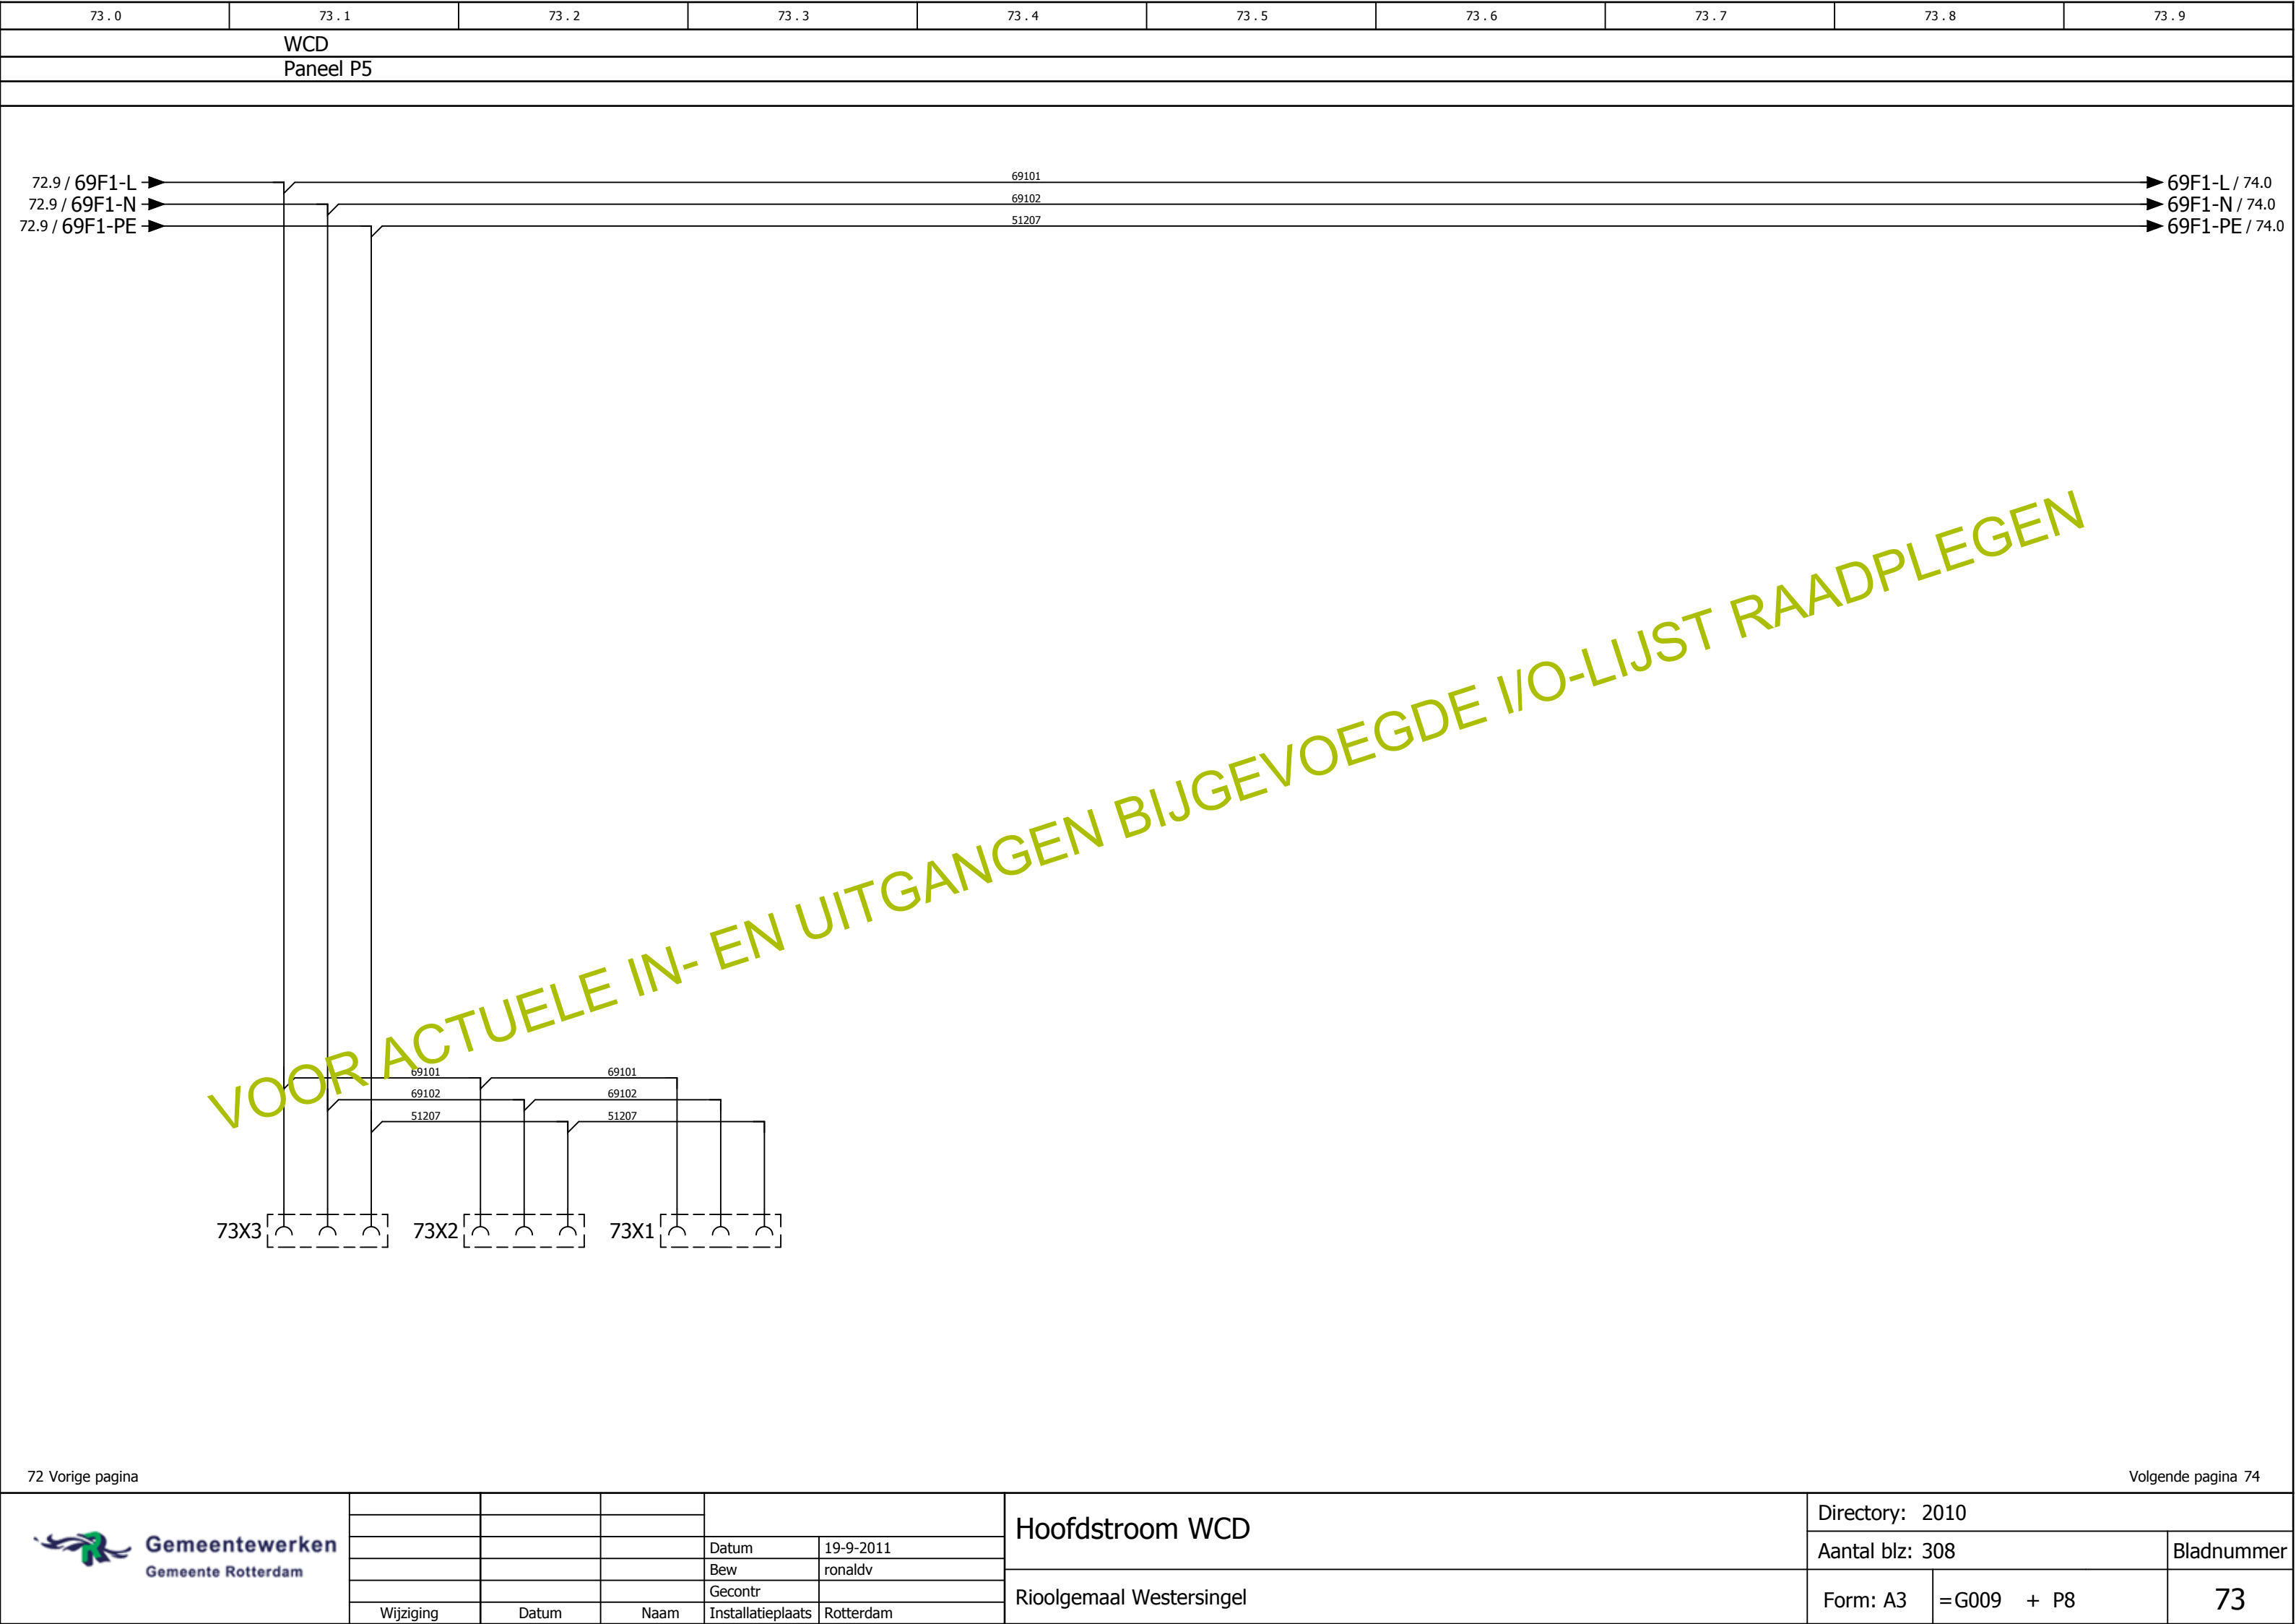 73.0 73.1 73.2 73.3 73.4 73.5 73.6 73.7 73.8 73.9
WCD
Paneel P5
72.9 / 69F1-L 69101 69F1-L / 74.0
72.9 / 69F1-N 69102 69F1-N / 74.0
72.9 / 69F1-PE 51207 69F1-PE / 74.0
VOOR ACTUELE IN- EN UITGANGEN BIJGEVOEGDE I/O-LIJST RAADPLEGEN
69101 69101
69102 69102
51207 51207
73X3 73X2 73X1
72 Vorige pagina Volgende pagina 74
Gemeentewerken
Gemeente Rotterdam
Wijziging Datum Naam
Datum 19-9-2011
Bew ronaldv
Gecontr
Installatieplaats Rotterdam
Hoofdstroom WCD
Rioolgemaal Westersingel
Directory: 2010
Aantal blz: 308
Bladnummer
Form: A3 =G009 + P8 73